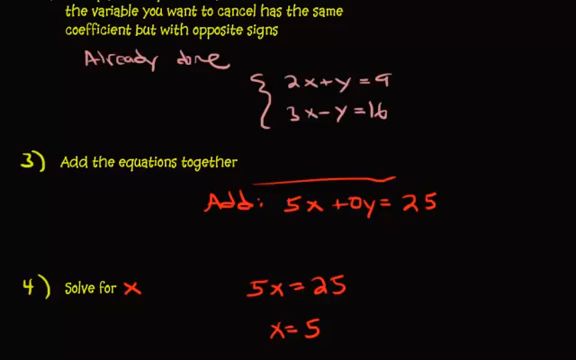 the variable you want to cancel has the same
coefficient but with opposite signs
Already done
2x+y=9
3x-y=16
3) Add the equations together
Add: 5x+0y=25
4) Solve for x 5x=25
x=5